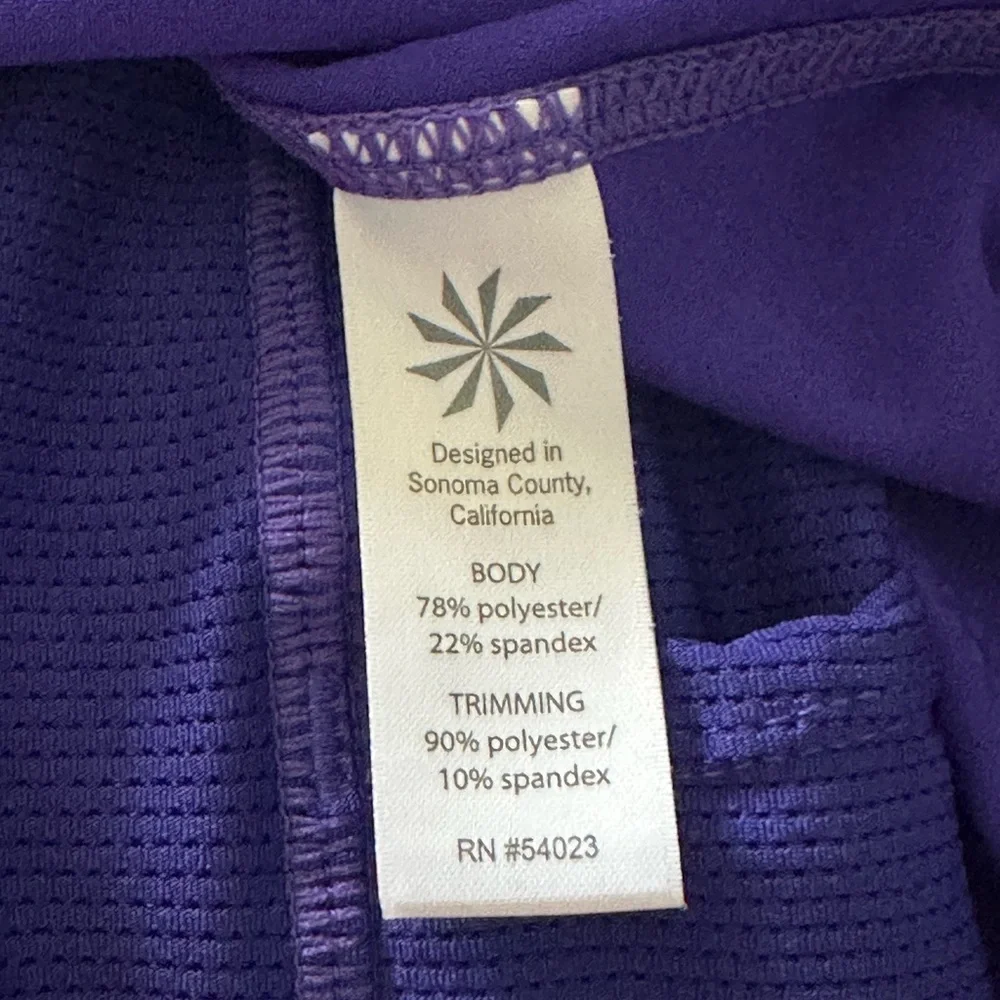 Designed in
Sonoma County,
California
BODY
78% polyester/
22% spandex
TRIMMING
90% polyester/
10% spandex
RN #54023